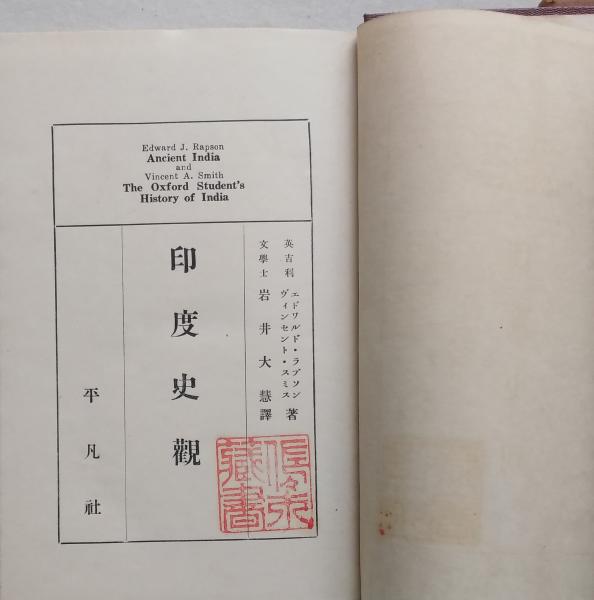 Edward J. Rapson
Ancient India
and
Vincent A. Smith
The Oxford Student's
History of India
英吉利 エドワルド・ラプソン
ヴィンセント・スミス 著
文學士 岩井大慧 譯
印度史觀
平凡社
藏書